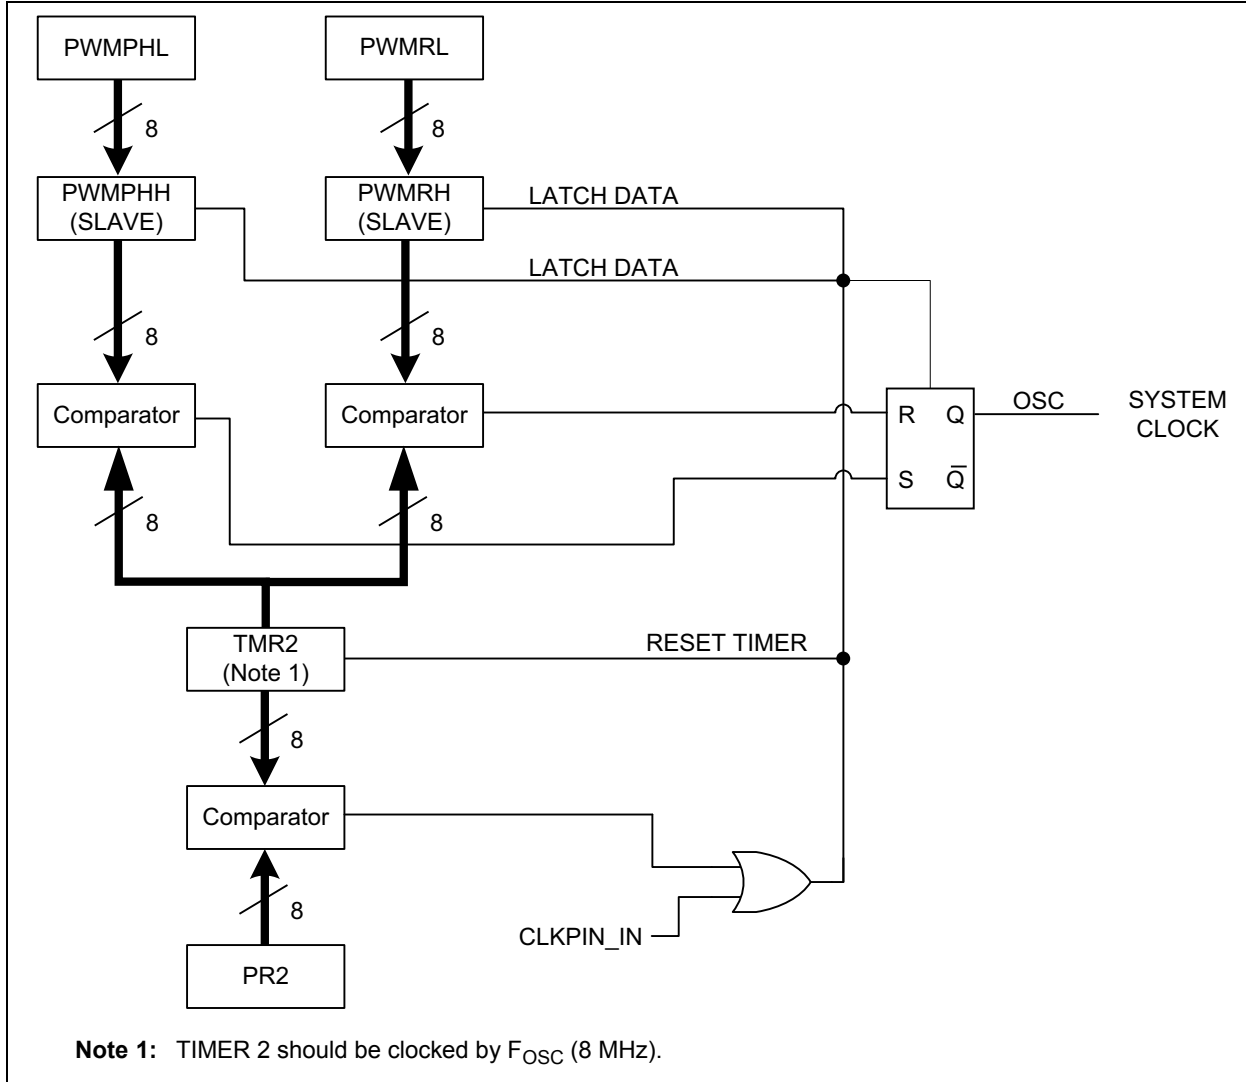 PWMPHL
PWMRL
8
8
PWMPHH
(SLAVE)
PWMRH
(SLAVE)
LATCH DATA
LATCH DATA
8
8
Comparator
Comparator
R Q
S Q̅
OSC
SYSTEM
CLOCK
8
8
TMR2
(Note 1)
RESET TIMER
8
Comparator
8
CLKPIN_IN
PR2
Note 1: TIMER 2 should be clocked by FOSC (8 MHz).